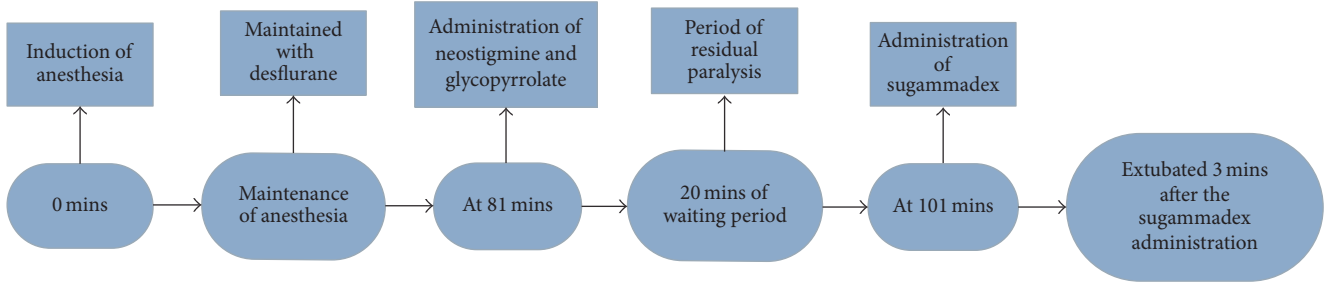 Induction of
anesthesia
Maintained
with
desflurane
Administration of
neostigmine and
glycopyrrolate
Period of
residual
paralysis
Administration
of
sugammadex
0 mins
Maintenance
of anesthesia
At 81 mins
20 mins of
waiting period
At 101 mins
Extubated 3 mins
after the
sugammadex
administration